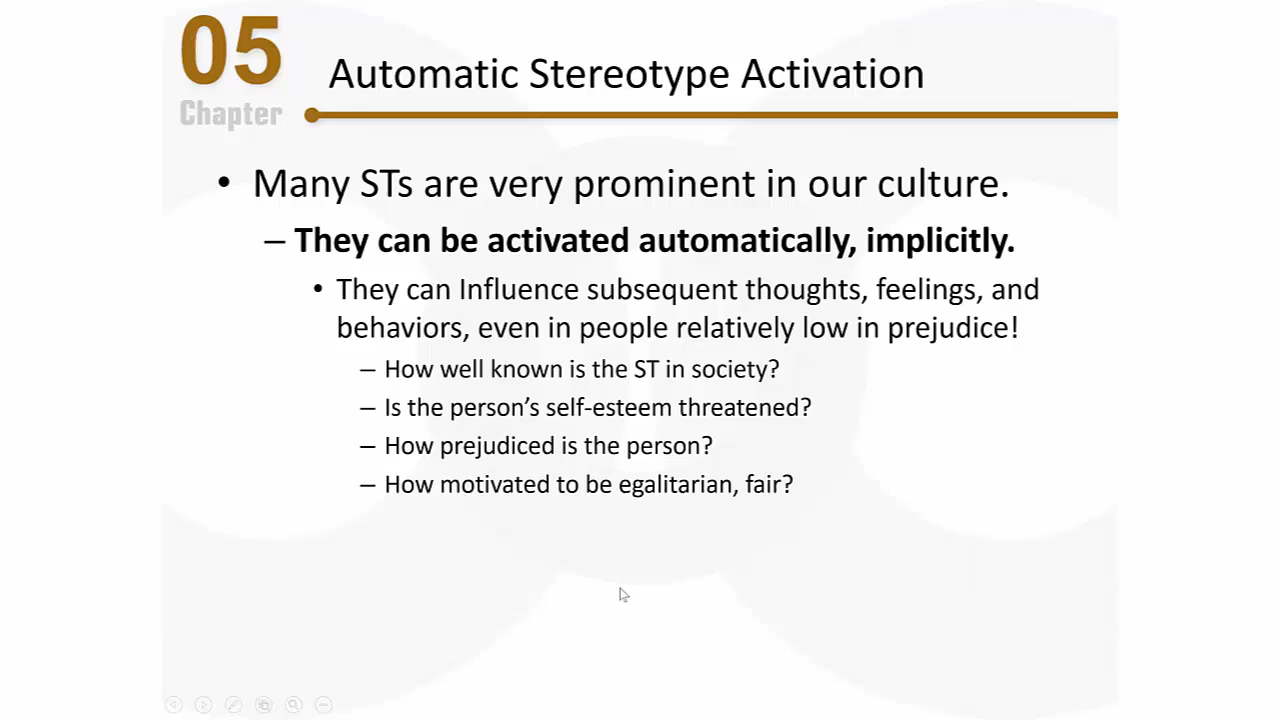 05
Chapter
Automatic Stereotype Activation
• Many STs are very prominent in our culture.
– They can be activated automatically, implicitly.
• They can Influence subsequent thoughts, feelings, and
behaviors, even in people relatively low in prejudice!
– How well known is the ST in society?
– Is the person’s self-esteem threatened?
– How prejudiced is the person?
– How motivated to be egalitarian, fair?